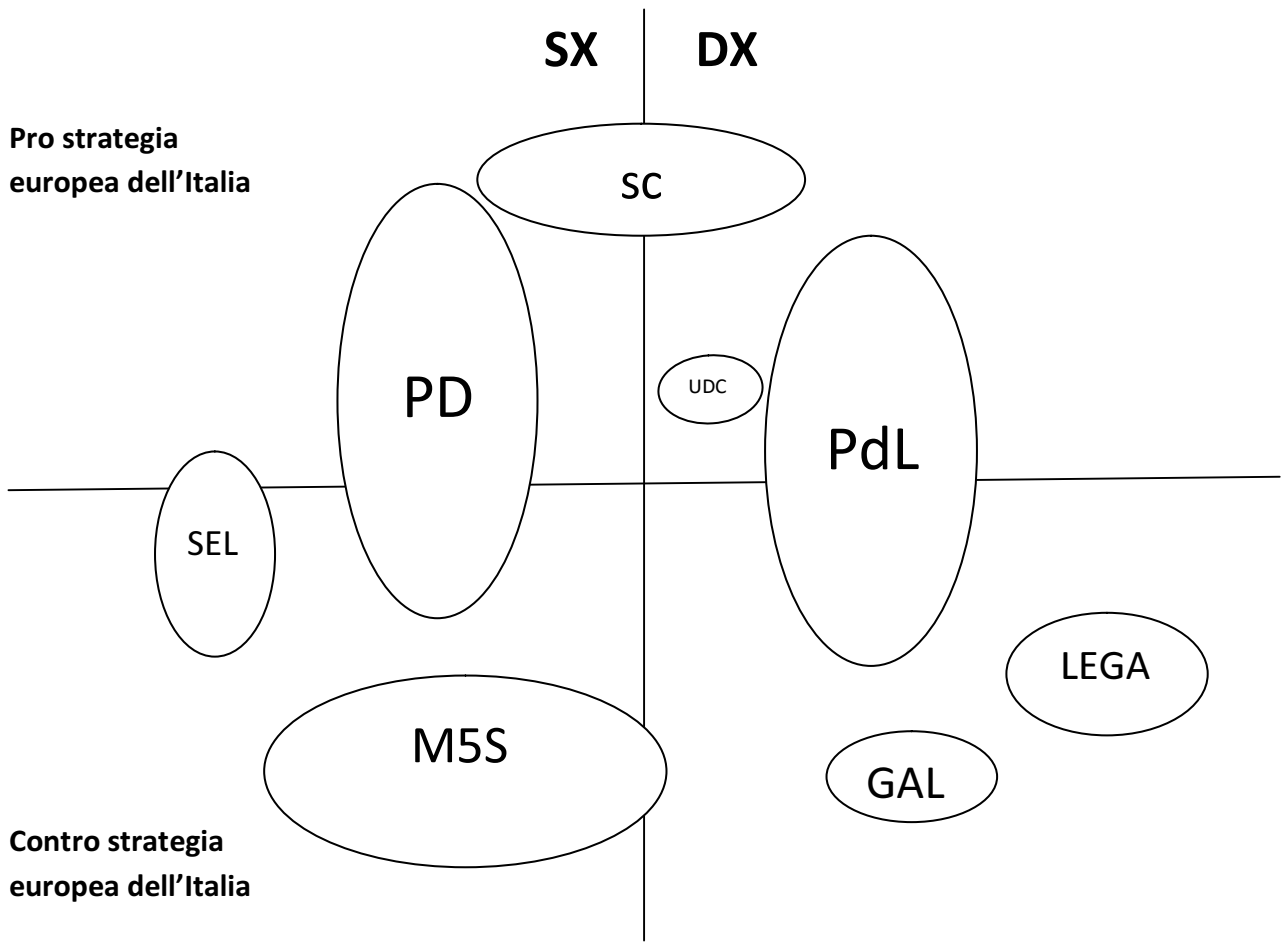 SX DX
Pro strategia
europea dell’Italia
SC
PD
UDC
PdL
SEL
LEGA
M5S
GAL
Contro strategia
europea dell’Italia